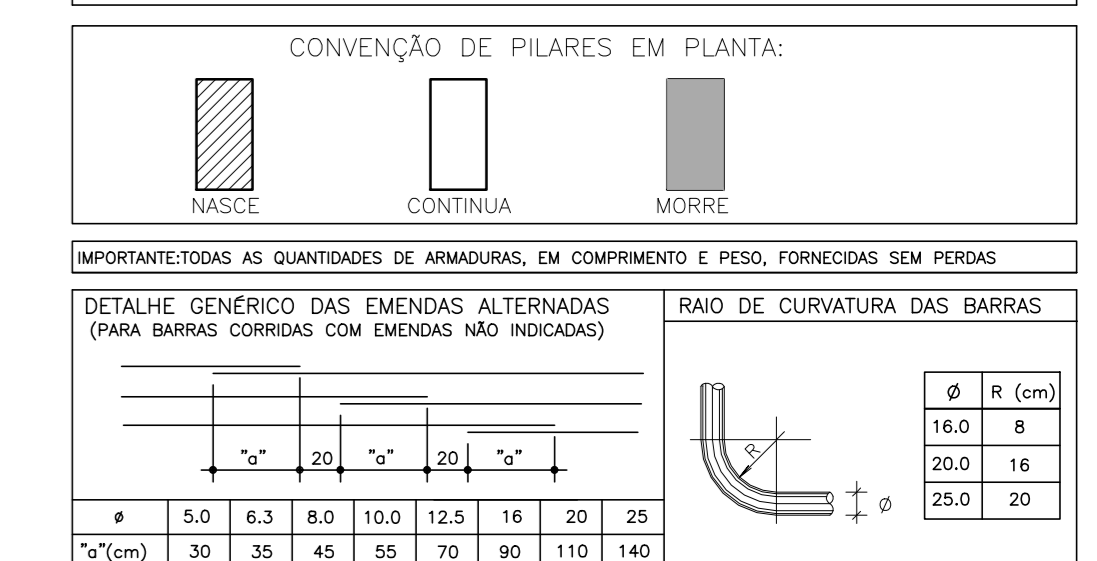 CONVENÇÃO DE PILARES EM PLANTA:
NASCE CONTINUA MORRE
IMPORTANTE:TODAS AS QUANTIDADES DE ARMADURAS, EM COMPRIMENTO E PESO, FORNECIDAS SEM PERDAS
DETALHE GENÉRICO DAS EMENDAS ALTERNADAS
(PARA BARRAS CORRIDAS COM EMENDAS NÃO INDICADAS)
"a" 20 "a" 20 "a"
ø 5.0 6.3 8.0 10.0 12.5 16 20 25
"a"(cm) 30 35 45 55 70 90 110 140
RAIO DE CURVATURA DAS BARRAS
R
ø
ø R (cm)
16.0 8
20.0 16
25.0 20